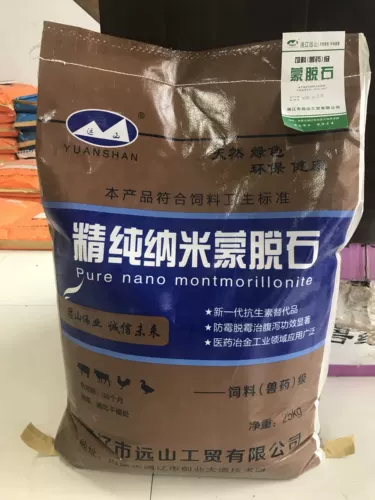 饲料(兽药)级
蒙脱石
远山
®
YUANSHAN
天然 绿色
环保 健康
本产品符合饲料卫生标准
精纯纳米蒙脱石
Pure nano montmorillonite
★新一代抗生素替代品
★防霉脱霉治腹泻功效显著
★医药冶金工业领域应用广泛
远山伟业 诚信未来
——饲料(兽药)级
净重: 25KG
辽市远山工贸有限公司